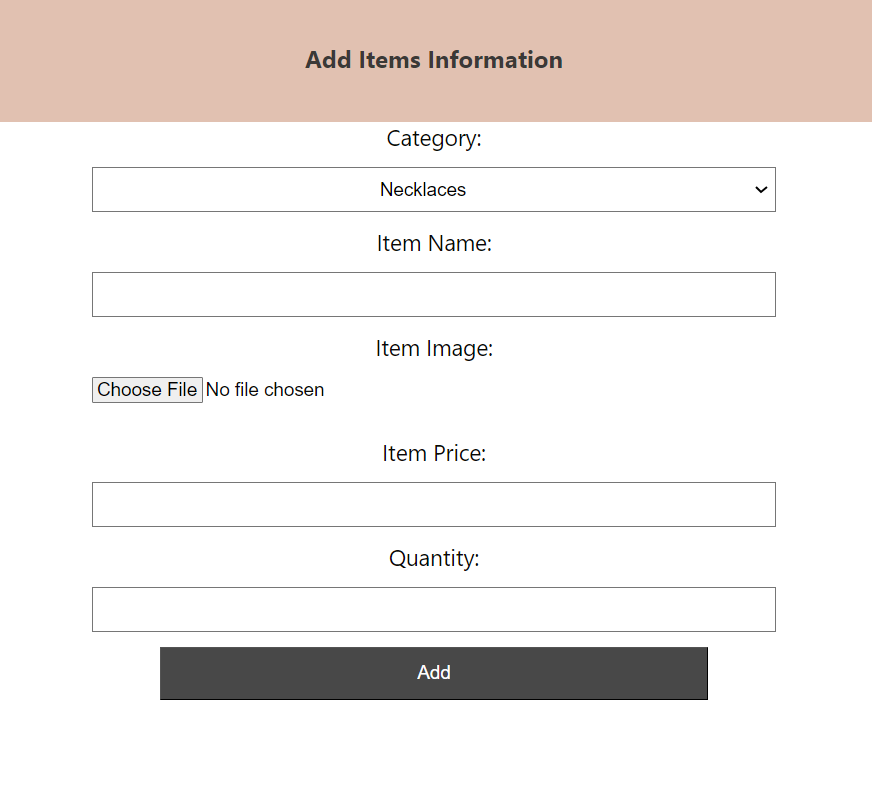 Add Items Information
Category:
Necklaces
Item Name:
Item Image:
Choose File No file chosen
Item Price:
Quantity:
Add